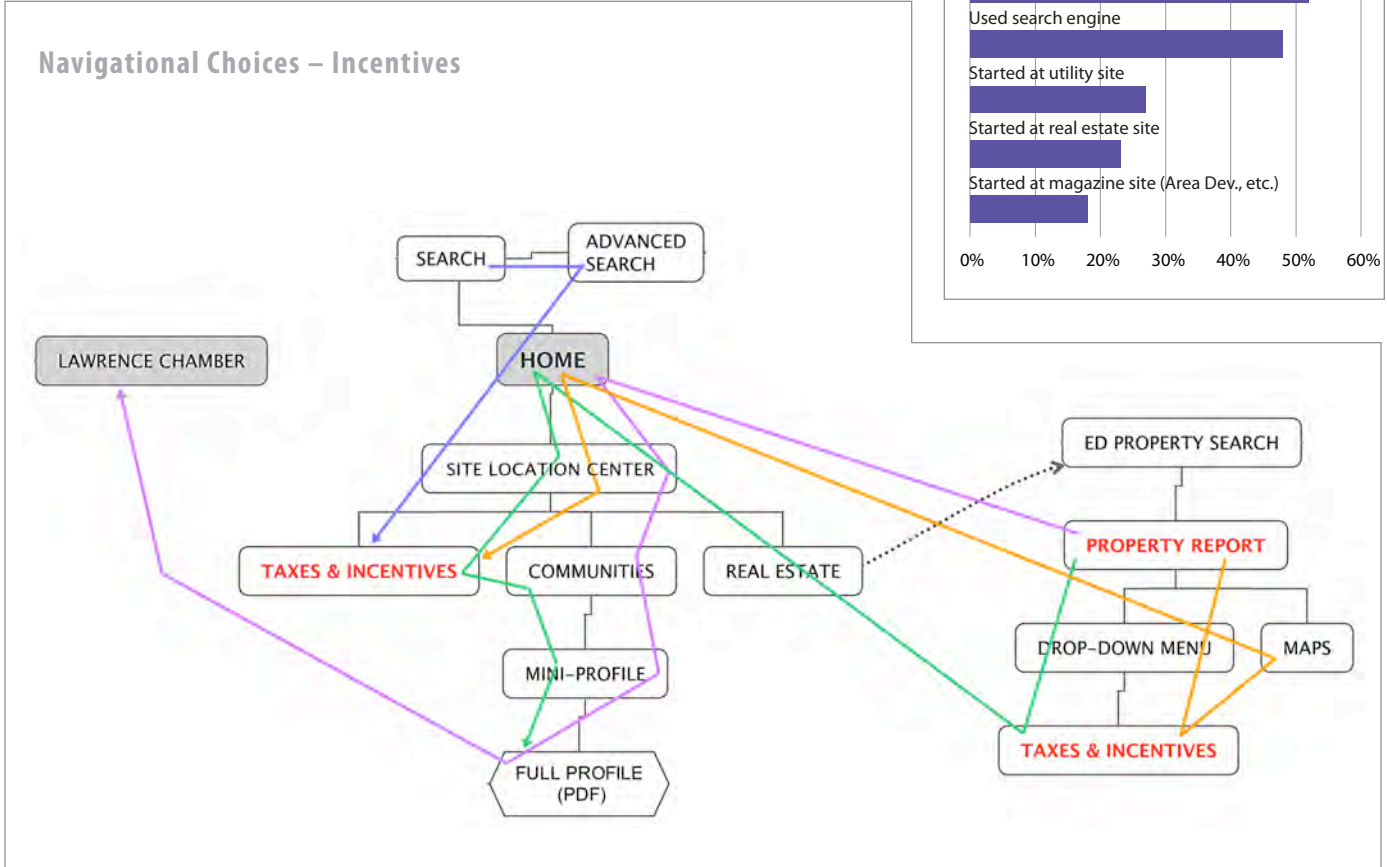 Navigational Choices – Incentives
Used search engine
Started at utility site
Started at real estate site
Started at magazine site (Area Dev., etc.)
0% 10% 20% 30% 40% 50% 60%
SEARCH
ADVANCED
SEARCH
LAWRENCE CHAMBER
HOME
SITE LOCATION CENTER
ED PROPERTY SEARCH
TAXES & INCENTIVES
COMMUNITIES
REAL ESTATE
PROPERTY REPORT
MINI-PROFILE
DROP-DOWN MENU
MAPS
FULL PROFILE
(PDF)
TAXES & INCENTIVES